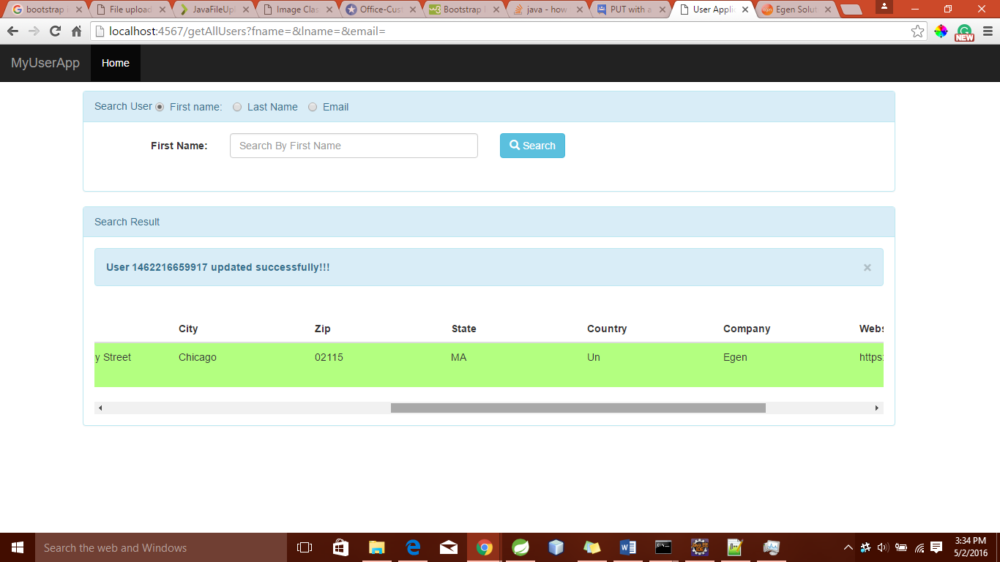 bootstrap i
File upload
JavaFileUpl
Image Clas
Office-Cust
Bootstrap
java - how
PUT with a
User Applic
Egen Solut
localhost:4567/getAllUsers?fname=&lname=&email=
NEW
MyUserApp Home
Search User First name: Last Name Email
First Name: Search By First Name Search
Search Result
User 1462216659917 updated successfully!!! ×
City Zip State Country Company Webs
y Street Chicago 02115 MA Un Egen https:
Search the web and Windows
3:34 PM
5/2/2016